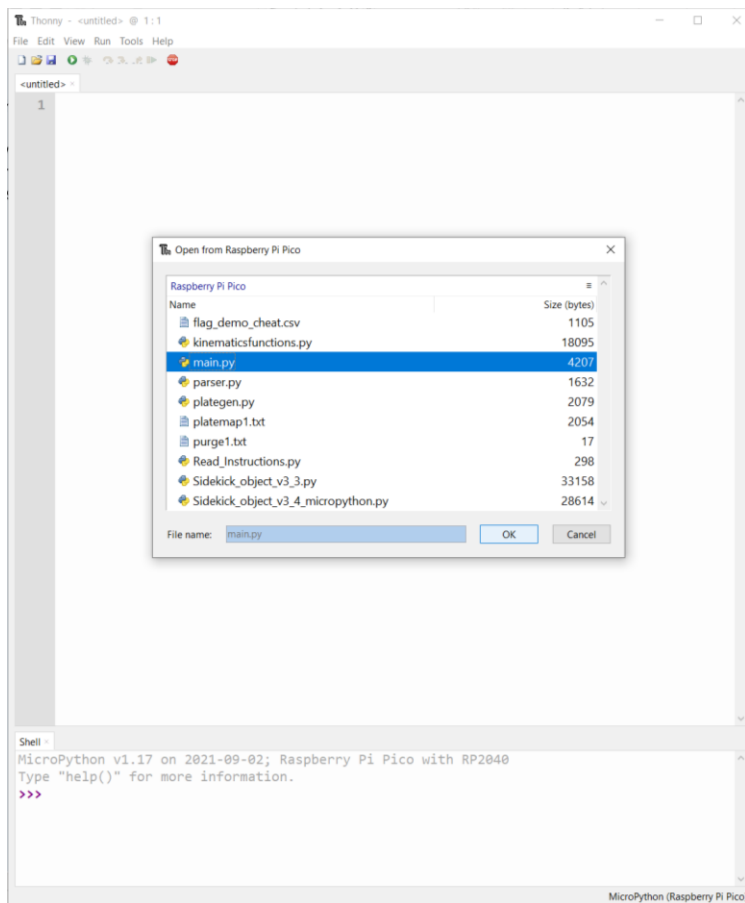 Thonny - <untitled> @ 1:1
File Edit View Run Tools Help
<untitled>
1
Open from Raspberry Pi Pico
Raspberry Pi Pico
Name Size (bytes)
flag_demo_cheat.csv 1105
kinematicsfunctions.py 18095
main.py 4207
parser.py 1632
plategen.py 2079
platemap1.txt 2054
purge1.txt 17
Read_Instructions.py 298
Sidekick_object_v3_3.py 33158
Sidekick_object_v3_4_micropython.py 28614
File name: main.py OK Cancel
Shell
MicroPython v1.17 on 2021-09-02; Raspberry Pi Pico with RP2040
Type "help()" for more information.
>>>
MicroPython (Raspberry Pi Pico